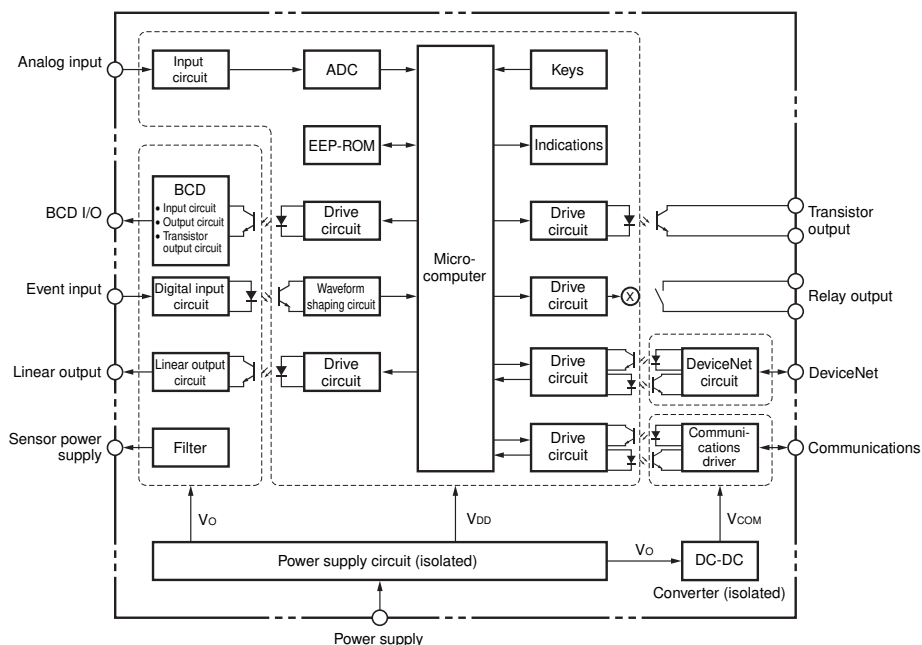 Analog input
Input
circuit
ADC
Keys
EEP-ROM
Indications
BCD I/O
BCD
• Input circuit
• Output circuit
• Transistor
output circuit
Drive
circuit
Micro-
computer
Drive
circuit
Transistor
output
Event input
Digital input
circuit
Waveform
shaping circuit
Drive
circuit
X
Relay output
Linear output
Linear output
circuit
Drive
circuit
Drive
circuit
DeviceNet
circuit
DeviceNet
Sensor power
supply
Filter
Drive
circuit
Communi-
cations
driver
Communications
VO
VDD
VCOM
Power supply circuit (isolated)
VO
DC-DC
Converter (isolated)
Power supply